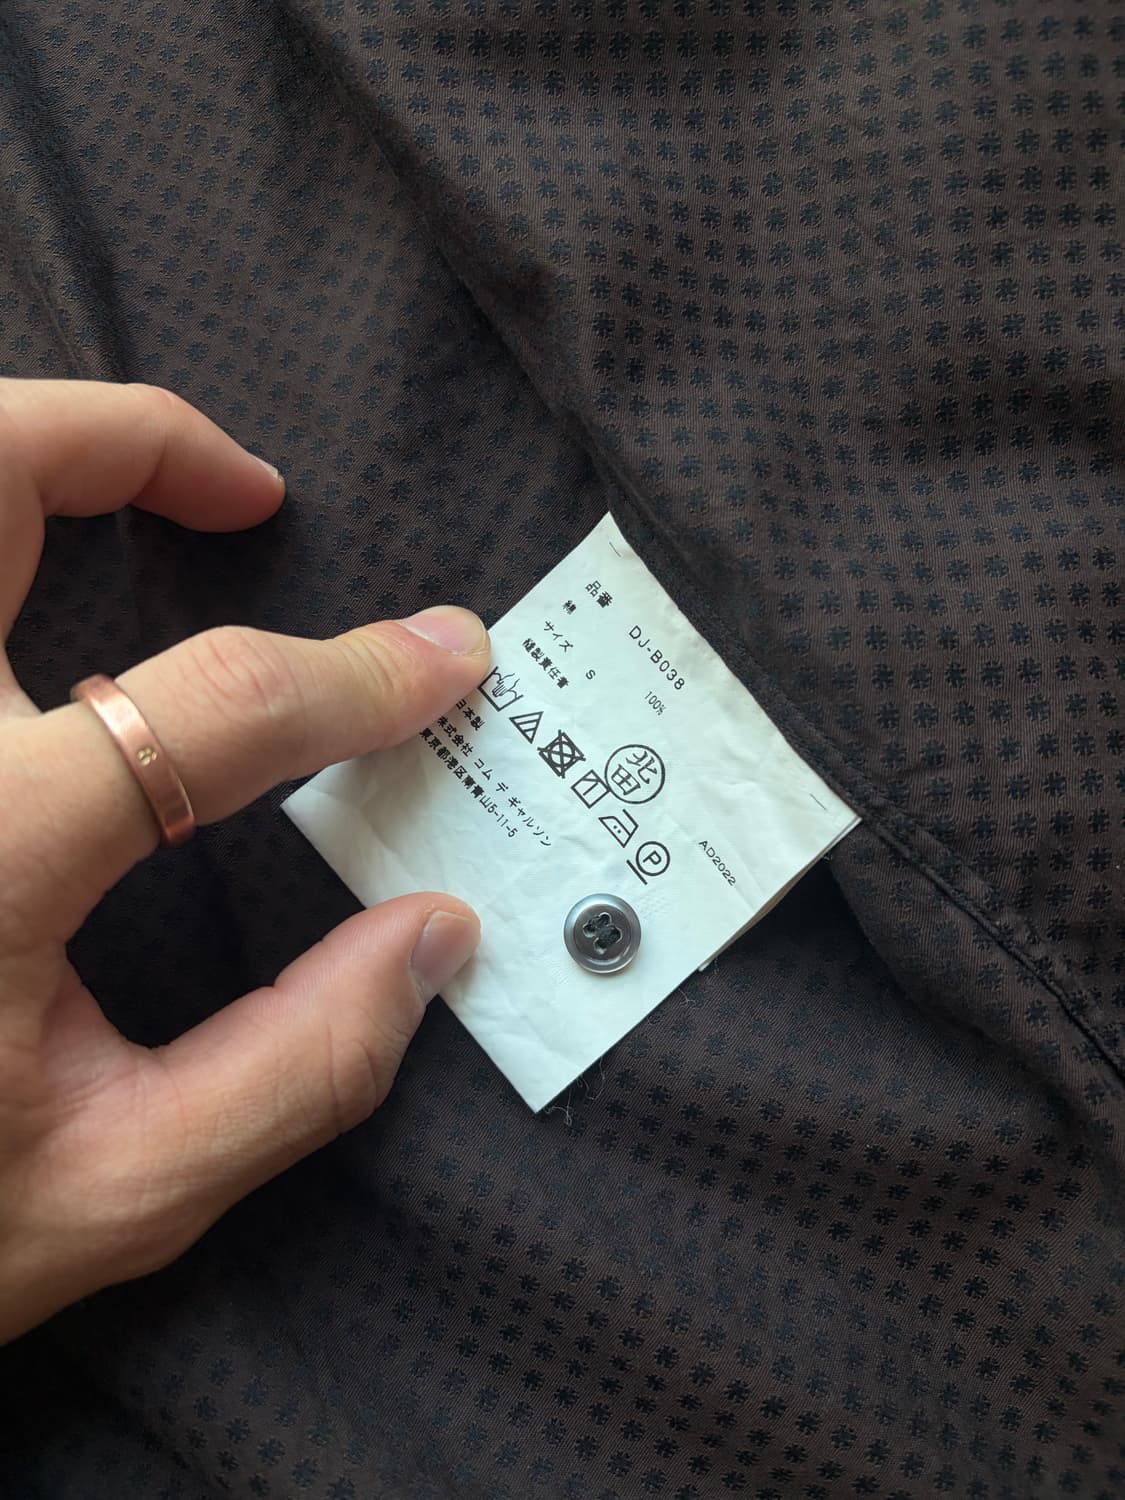 品番 DJ-B038
綿 100%
サイズ S
縫製責任者 北田
P
日本製 AD2022
株式会社 コム デ ギャルソン
東京都港区南青山5-11-5